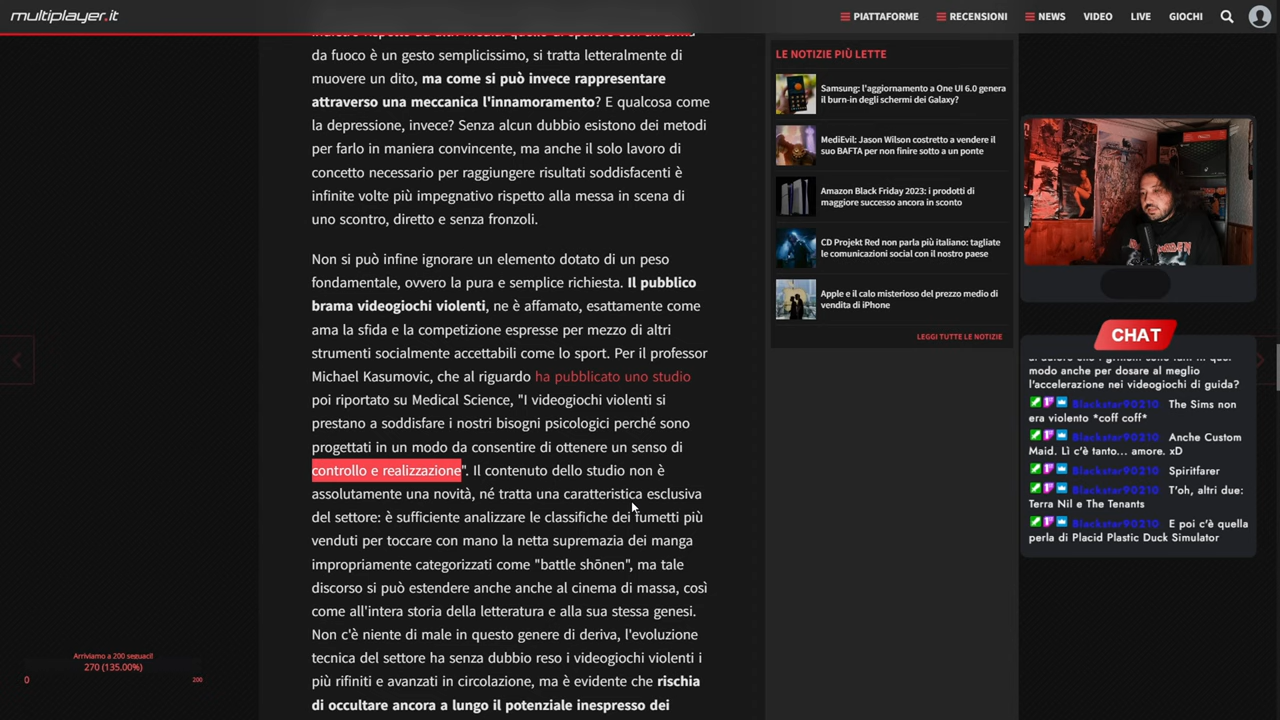 multiplayer.it
PIATTAFORME
RECENSIONI
NEWS
VIDEO
LIVE
GIOCHI
da fuoco è un gesto semplicissimo, si tratta letteralmente di
muovere un dito, ma come si può invece rappresentare
attraverso una meccanica l'innamoramento? E qualcosa come
la depressione, invece? Senza alcun dubbio esistono dei metodi
per farlo in maniera convincente, ma anche il solo lavoro di
concetto necessario per raggiungere risultati soddisfacenti è
infinite volte più impegnativo rispetto alla messa in scena di
uno scontro, diretto e senza fronzoli.
Non si può infine ignorare un elemento dotato di un peso
fondamentale, ovvero la pura e semplice richiesta. Il pubblico
brama videogiochi violenti, ne è affamato, esattamente come
ama la sfida e la competizione espresse per mezzo di altri
strumenti socialmente accettabili come lo sport. Per il professor
Michael Kasumovic, che al riguardo ha pubblicato uno studio
poi riportato su Medical Science, "I videogiochi violenti si
prestano a soddisfare i nostri bisogni psicologici perché sono
progettati in un modo da consentire di ottenere un senso di
controllo e realizzazione". Il contenuto dello studio non è
assolutamente una novità, né tratta una caratteristica esclusiva
del settore: è sufficiente analizzare le classifiche dei fumetti più
venduti per toccare con mano la netta supremazia dei manga
impropriamente categorizzati come "battle shōnen", ma tale
discorso si può estendere anche anche al cinema di massa, così
come all'intera storia della letteratura e alla sua stessa genesi.
Non c'è niente di male in questo genere di deriva, l'evoluzione
tecnica del settore ha senza dubbio reso i videogiochi violenti i
più rifiniti e avanzati in circolazione, ma è evidente che rischia
di occultare ancora a lungo il potenziale inespresso dei
LE NOTIZIE PIÙ LETTE
Samsung: l'aggiornamento a One UI 6.0 genera
il burn-in degli schermi dei Galaxy?
MediEvil: Jason Wilson costretto a vendere il
suo BAFTA per non finire sotto a un ponte
Amazon Black Friday 2023: i prodotti di
maggiore successo ancora in sconto
CD Projekt Red non parla più italiano: tagliate
le comunicazioni social con il nostro paese
Apple e il calo misterioso del prezzo medio di
vendita di iPhone
LEGGI TUTTE LE NOTIZIE
CHAT
modo anche per dosare al meglio
l'accelerazione nei videogiochi di guida?
Blackstar90210 The Sims non
era violento *coff coff*
Blackstar90210 Anche Custom
Maid. Lì c'è tanto... amore. xD
Blackstar90210 Spiritfarer
Blackstar90210 T'oh, altri due:
Terra Nil e The Tenants
Blackstar90210 E poi c'è quella
perla di Placid Plastic Duck Simulator
Arriviamo a 200 seguaci!
270 (135.00%)
0
200